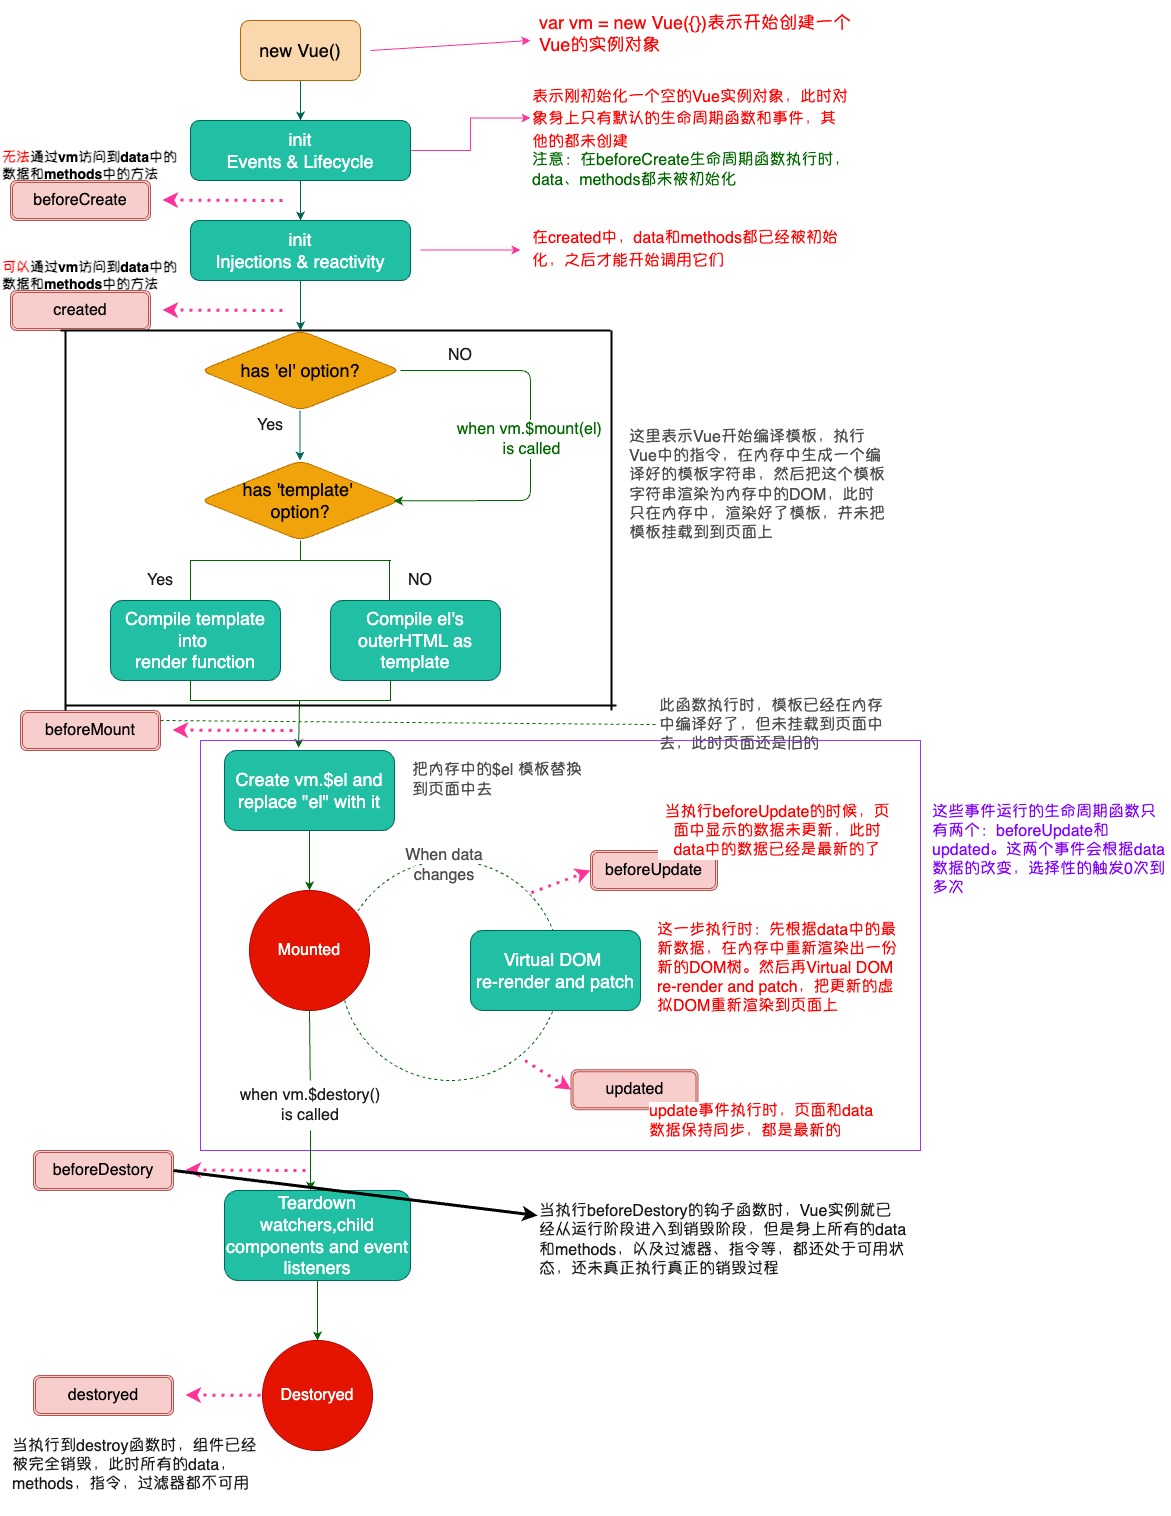 new Vue()
var vm = new Vue({})表示开始创建一个
Vue的实例对象
init
Events & Lifecycle
表示刚初始化一个空的Vue实例对象，此时对
象身上只有默认的生命周期函数和事件，其
他的都未创建
注意：在beforeCreate生命周期函数执行时，
data、methods都未被初始化
无法通过vm访问到data中的
数据和methods中的方法
beforeCreate
init
Injections & reactivity
在created中，data和methods都已经被初始
化，之后才能开始调用它们
可以通过vm访问到data中的
数据和methods中的方法
created
has 'el' option?
NO
Yes
when vm.$mount(el)
is called
has 'template'
option?
这里表示Vue开始编译模板，执行
Vue中的指令，在内存中生成一个编
译好的模板字符串，然后把这个模板
字符串渲染为内存中的DOM，此时
只在内存中，渲染好了模板，并未把
模板挂载到到页面上
Yes
NO
Compile template
into
render function
Compile el's
outerHTML as
template
beforeMount
此函数执行时，模板已经在内存
中编译好了，但未挂载到页面中
去，此时页面还是旧的
Create vm.$el and
replace "el" with it
把内存中的$el 模板替换
到页面中去
当执行beforeUpdate的时候，页
面中显示的数据未更新，此时
data中的数据已经是最新的了
beforeUpdate
这些事件运行的生命周期函数只
有两个：beforeUpdate和
updated。这两个事件会根据data
数据的改变，选择性的触发0次到
多次
When data
changes
Mounted
Virtual DOM
re-render and patch
这一步执行时：先根据data中的最
新数据，在内存中重新渲染出一份
新的DOM树。然后再Virtual DOM
re-render and patch，把更新的虚
拟DOM重新渲染到页面上
updated
update事件执行时，页面和data
数据保持同步，都是最新的
when vm.$destory()
is called
beforeDestory
Teardown
watchers,child
components and event
listeners
当执行beforeDestory的钩子函数时，Vue实例就已
经从运行阶段进入到销毁阶段，但是身上所有的data
和methods，以及过滤器、指令等，都还处于可用状
态，还未真正执行真正的销毁过程
destoryed
Destoryed
当执行到destroy函数时，组件已经
被完全销毁，此时所有的data，
methods，指令，过滤器都不可用